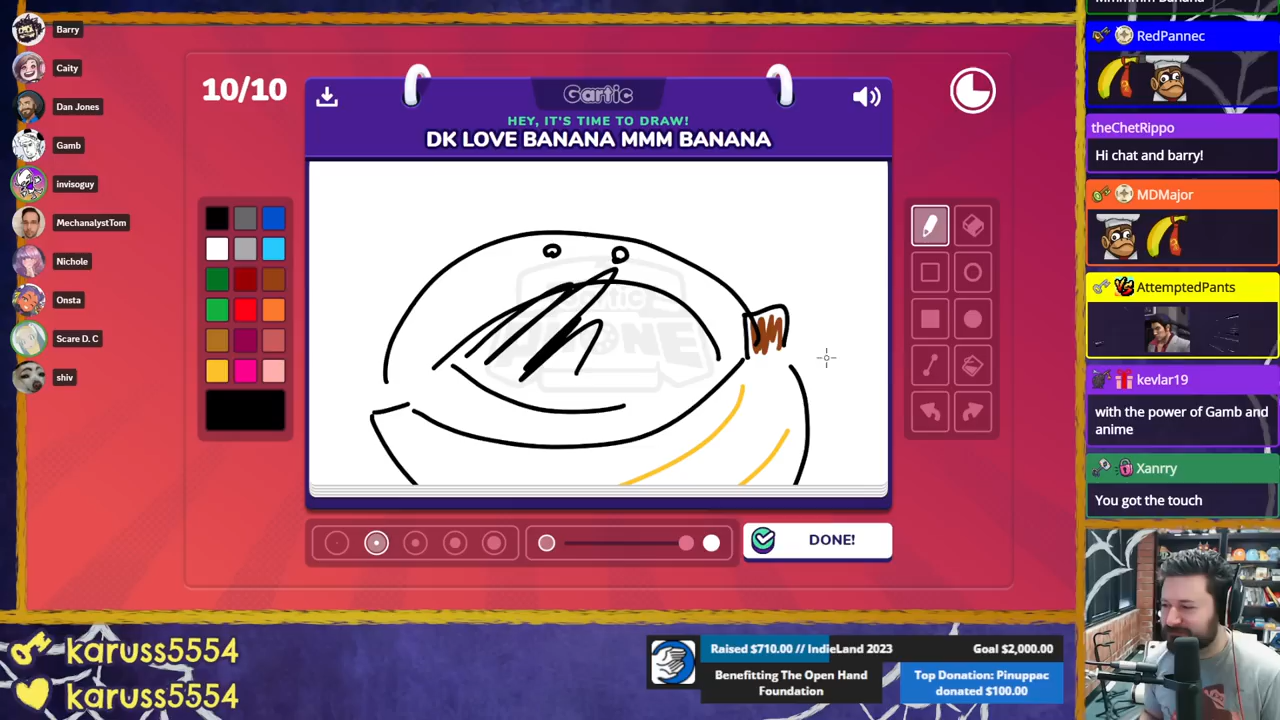 Barry
Caity
Dan Jones
Gamb
invisoguy
MechanalystTom
Nichole
Onsta
Scare D. C
shiv
10/10
Gartic
HEY, IT'S TIME TO DRAW!
DK LOVE BANANA MMM BANANA
Gartic
PHONE
DONE!
RedPannec
theChetRippo
Hi chat and barry!
MDMajor
AttemptedPants
kevlar19
with the power of Gamb and
anime
Xanrry
You got the touch
karuss5554
karuss5554
Raised $710.00 // IndieLand 2023
Goal $2,000.00
Benefitting The Open Hand
Foundation
Top Donation: Pinuppac
donated $100.00